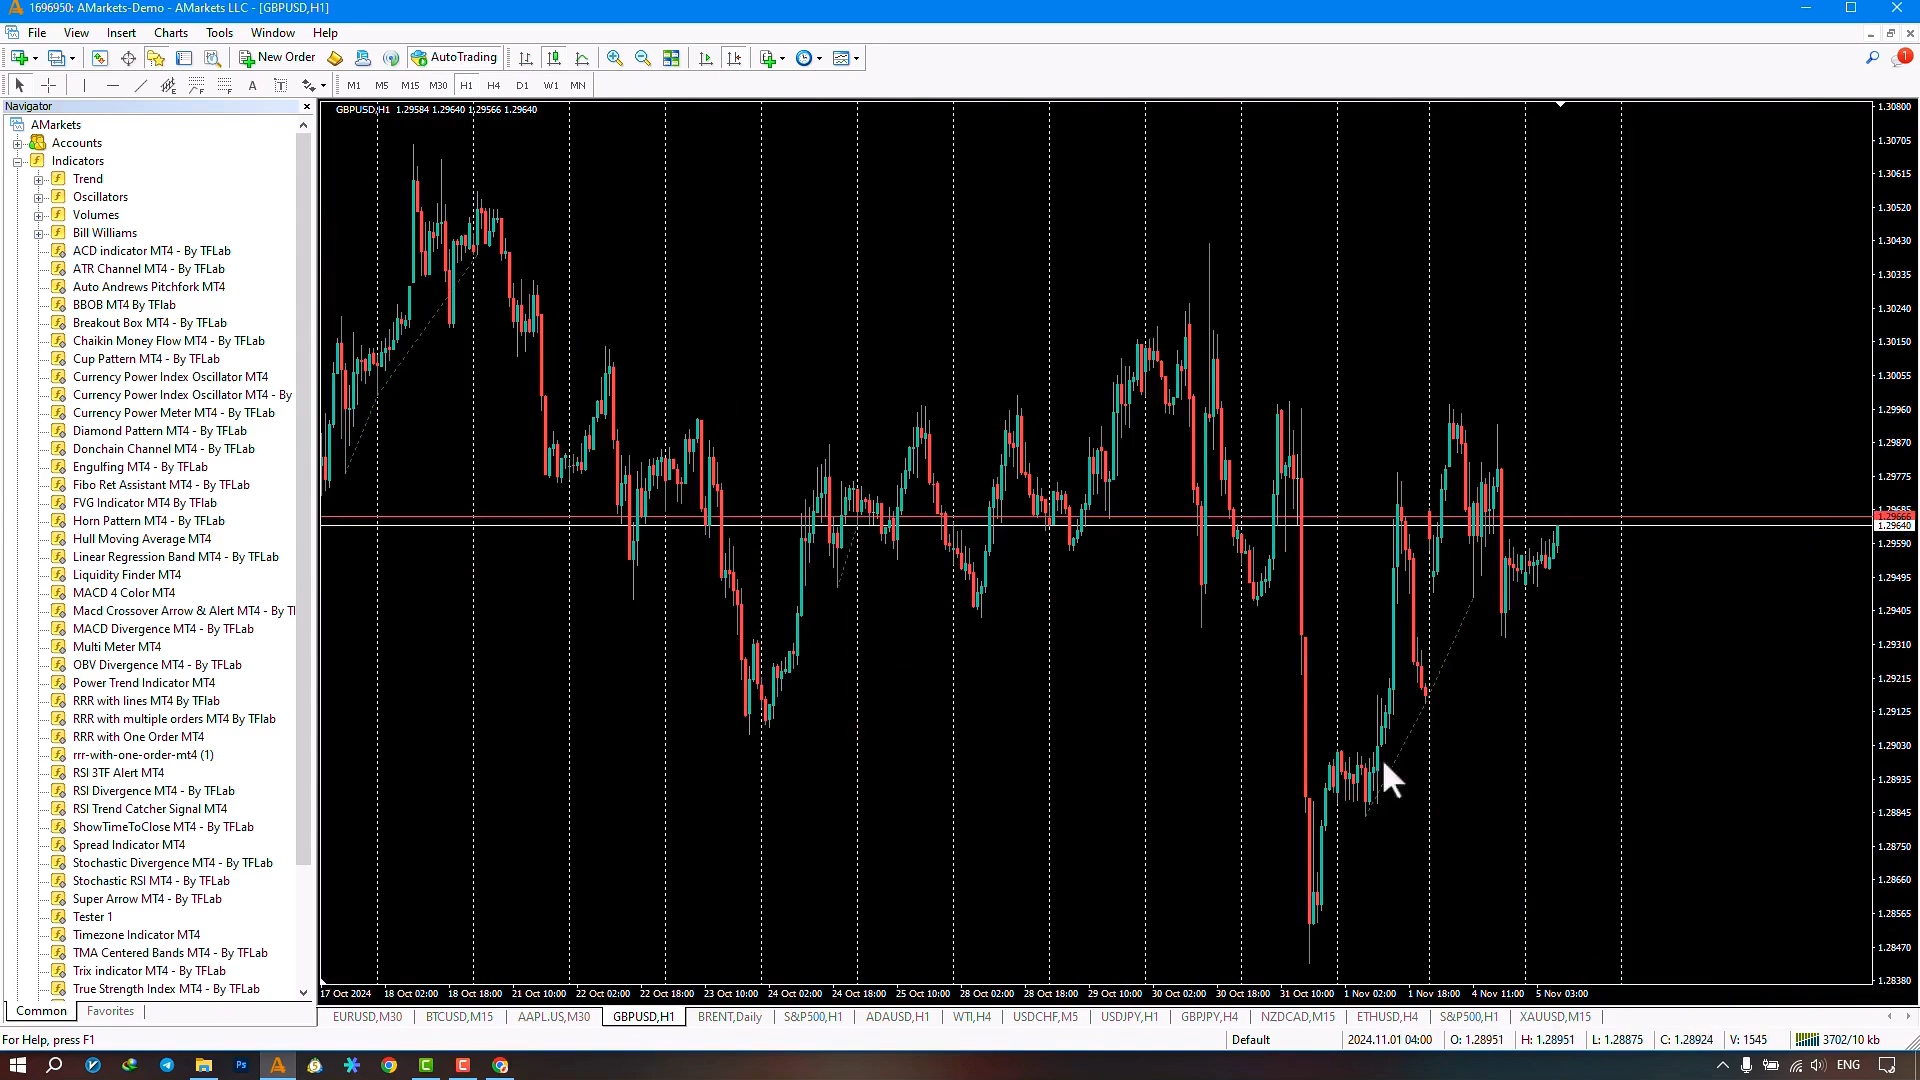 1696950: AMarkets-Demo - AMarkets LLC - [GBPUSD,H1]
File View Insert Charts Tools Window Help
New Order AutoTrading 1
A T M1 M5 M15 M30 H1 H4 D1 W1 MN
Navigator
AMarkets
Accounts
Indicators
Trend
Oscillators
Volumes
Bill Williams
ACD indicator MT4 - By TFLab
ATR Channel MT4 - By TFLab
Auto Andrews Pitchfork MT4
BBOB MT4 By TFlab
Breakout Box MT4 - By TFLab
Chaikin Money Flow MT4 - By TFLab
Cup Pattern MT4 - By TFLab
Currency Power Index Oscillator MT4
Currency Power Index Oscillator MT4 - By
Currency Power Meter MT4 - By TFLab
Diamond Pattern MT4 - By TFLab
Donchain Channel MT4 - By TFLab
Engulfing MT4 - By TFLab
Fibo Ret Assistant MT4 - By TFLab
FVG Indicator MT4 By TFlab
Horn Pattern MT4 - By TFLab
Hull Moving Average MT4
Linear Regression Band MT4 - By TFLab
Liquidity Finder MT4
MACD 4 Color MT4
Macd Crossover Arrow & Alert MT4 - By Tl
MACD Divergence MT4 - By TFLab
Multi Meter MT4
OBV Divergence MT4 - By TFLab
Power Trend Indicator MT4
RRR with lines MT4 By TFlab
RRR with multiple orders MT4 By TFlab
RRR with One Order MT4
rrr-with-one-order-mt4 (1)
RSI 3TF Alert MT4
RSI Divergence MT4 - By TFLab
RSI Trend Catcher Signal MT4
ShowTimeToClose MT4 - By TFLab
Spread Indicator MT4
Stochastic Divergence MT4 - By TFLab
Stochastic RSI MT4 - By TFLab
Super Arrow MT4 - By TFLab
Tester 1
Timezone Indicator MT4
TMA Centered Bands MT4 - By TFLab
Trix indicator MT4 - By TFLab
True Strength Index MT4 - By TFLab
Common Favorites
GBPUSD,H1 1.29584 1.29640 1.29566 1.29640
1.30800
1.30705
1.30615
1.30520
1.30430
1.30335
1.30240
1.30150
1.30055
1.29960
1.29870
1.29775
1.29685
1.29666
1.29640
1.29590
1.29495
1.29405
1.29310
1.29215
1.29125
1.29030
1.28935
1.28845
1.28750
1.28660
1.28565
1.28470
1.28380
17 Oct 2024 18 Oct 02:00 18 Oct 18:00 21 Oct 10:00 22 Oct 02:00 22 Oct 18:00 23 Oct 10:00 24 Oct 02:00 24 Oct 18:00 25 Oct 10:00 28 Oct 02:00 28 Oct 18:00 29 Oct 10:00 30 Oct 02:00 30 Oct 18:00 31 Oct 10:00 1 Nov 02:00 1 Nov 18:00 4 Nov 11:00 5 Nov 03:00
EURUSD,M30 BTCUSD,M15 AAPL.US,M30 GBPUSD,H1 BRENT,Daily S&P500,H1 ADAUSD,H1 WTI,H4 USDCHF,M5 USDJPY,H1 GBPJPY,H4 NZDCAD,M15 ETHUSD,H4 S&P500,H1 XAUUSD,M15
For Help, press F1 Default 2024.11.01 04:00 O: 1.28951 H: 1.28951 L: 1.28875 C: 1.28924 V: 1545 3702/10 kb
Ps ENG